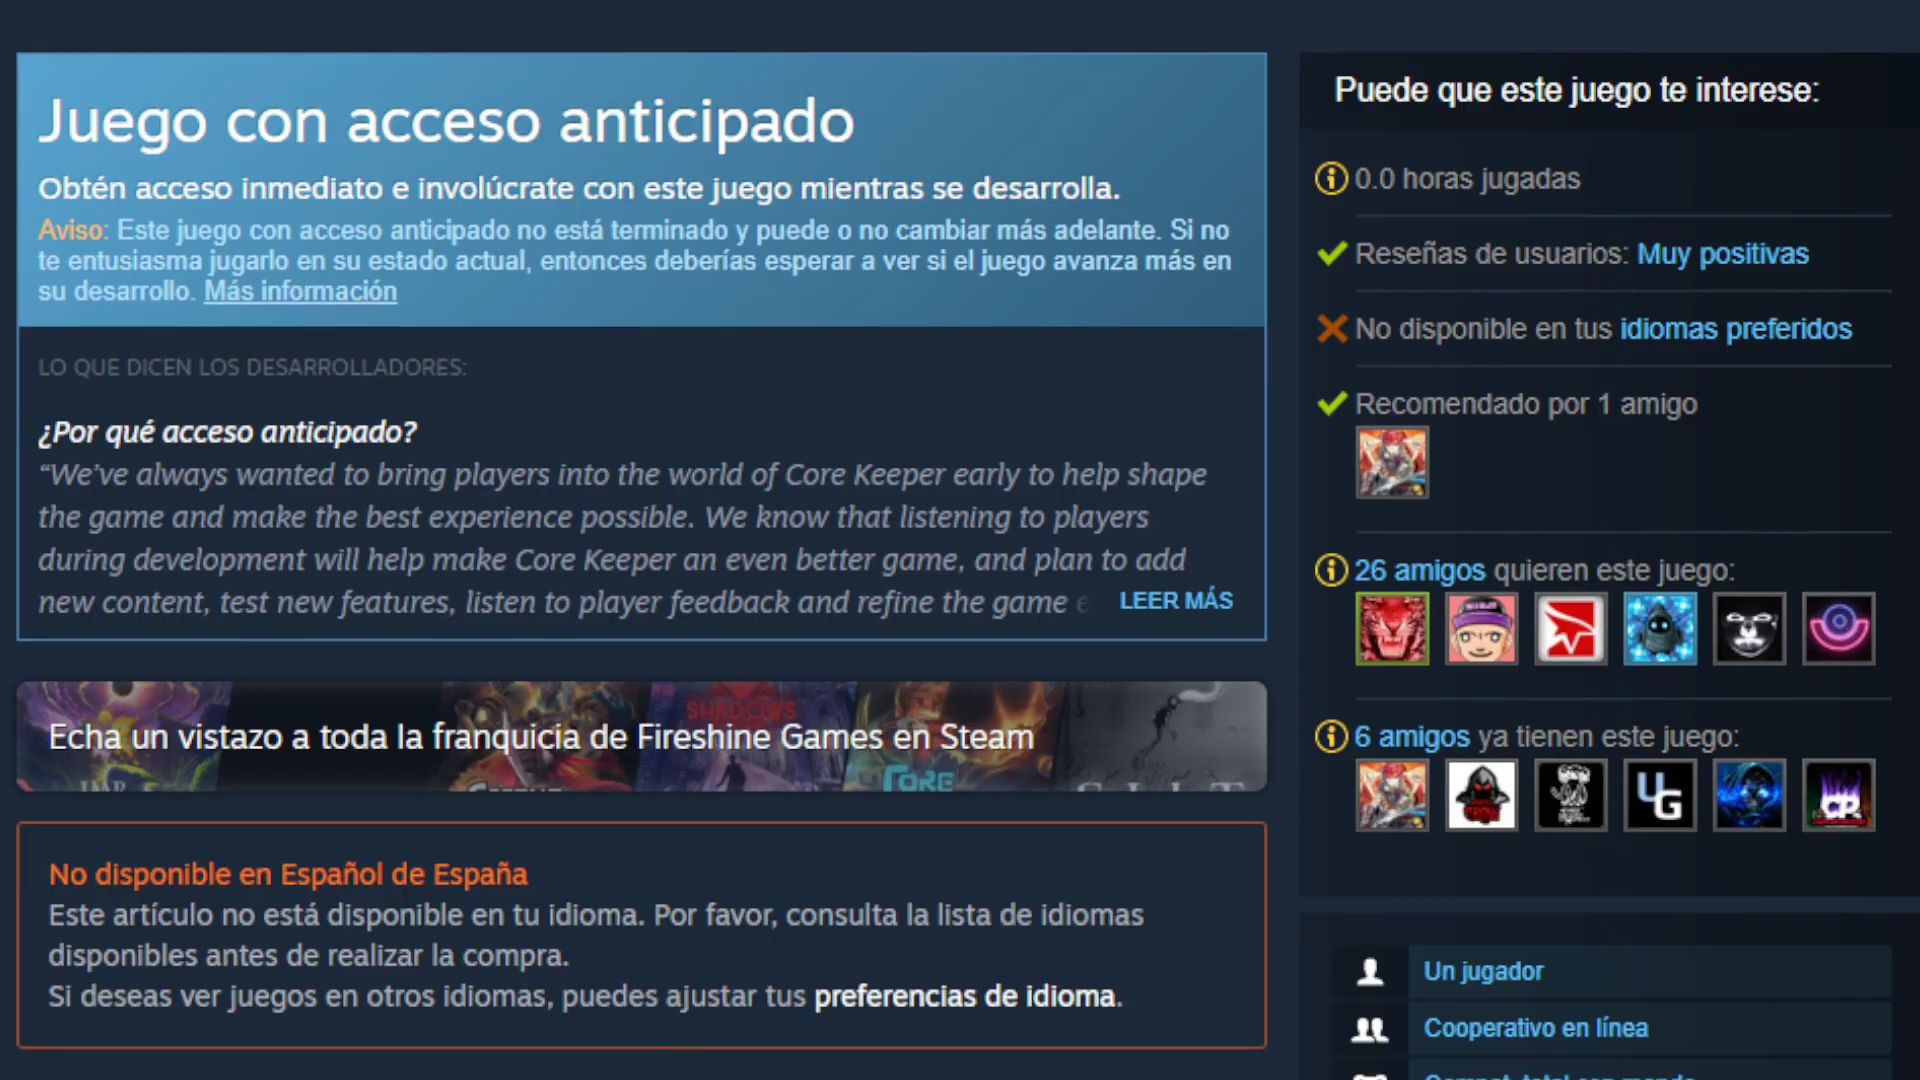 Juego con acceso anticipado
Obtén acceso inmediato e involúcrate con este juego mientras se desarrolla.
Aviso: Este juego con acceso anticipado no está terminado y puede o no cambiar más adelante. Si no
te entusiasma jugarlo en su estado actual, entonces deberías esperar a ver si el juego avanza más en
su desarrollo. Más información
LO QUE DICEN LOS DESARROLLADORES:
¿Por qué acceso anticipado?
“We’ve always wanted to bring players into the world of Core Keeper early to help shape
the game and make the best experience possible. We know that listening to players
during development will help make Core Keeper an even better game, and plan to add
new content, test new features, listen to player feedback and refine the game
LEER MÁS
SHADOWS
Echa un vistazo a toda la franquicia de Fireshine Games en Steam
CORE
No disponible en Español de España
Este artículo no está disponible en tu idioma. Por favor, consulta la lista de idiomas
disponibles antes de realizar la compra.
Si deseas ver juegos en otros idiomas, puedes ajustar tus preferencias de idioma.
Puede que este juego te interese:
0.0 horas jugadas
Reseñas de usuarios: Muy positivas
No disponible en tus idiomas preferidos
Recomendado por 1 amigo
26 amigos quieren este juego:
6 amigos ya tienen este juego:
UG
CP
Un jugador
Cooperativo en línea